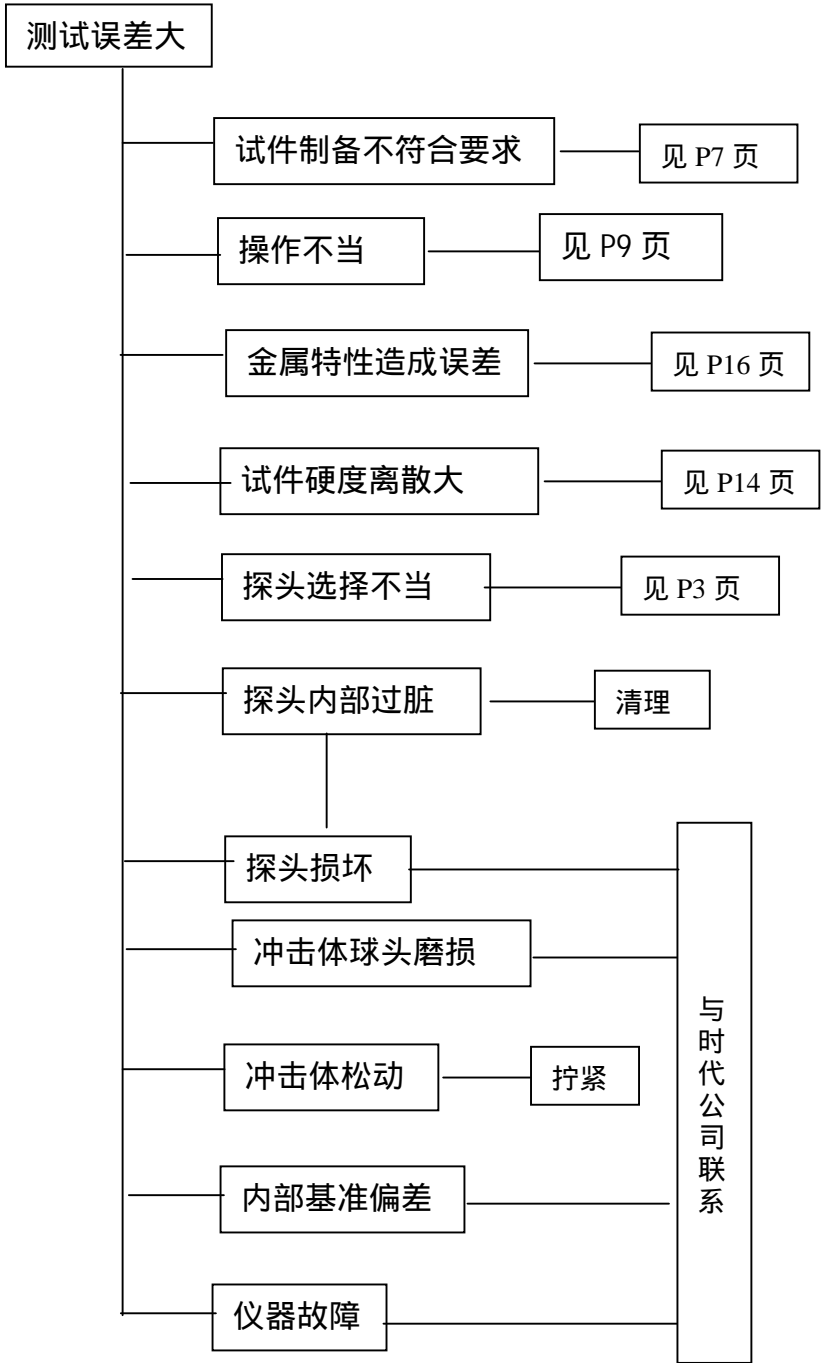 测试误差大
试件制备不符合要求
见 P7 页
操作不当
见 P9 页
金属特性造成误差
见 P16 页
试件硬度离散大
见 P14 页
探头选择不当
见 P3 页
探头内部过脏
清理
探头损坏
冲击体球头磨损
冲击体松动
拧紧
内部基准偏差
仪器故障
与时代公司联系